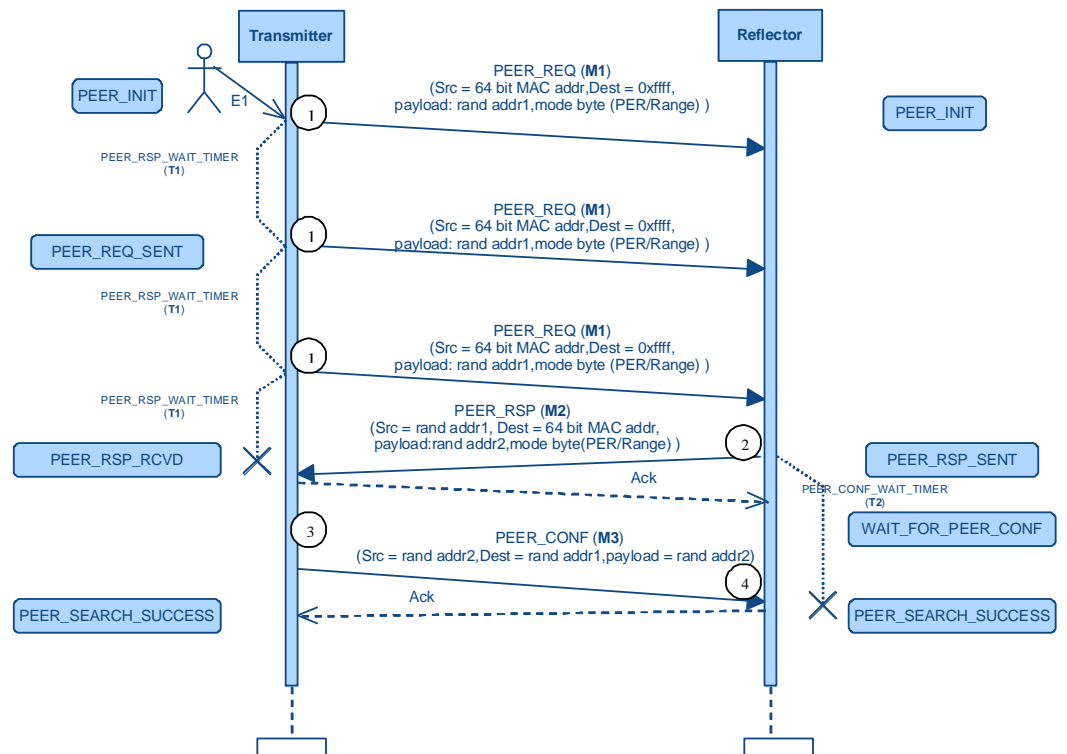 Transmitter
Reflector
PEER_INIT
E1
PEER_REQ (M1)
(Src = 64 bit MAC addr,Dest = 0xffff,
payload: rand addr1,mode byte (PER/Range) )
PEER_INIT
1
PEER_RSP_WAIT_TIMER
(T1)
PEER_REQ (M1)
(Src = 64 bit MAC addr,Dest = 0xffff,
payload: rand addr1,mode byte (PER/Range) )
1
PEER_REQ_SENT
PEER_RSP_WAIT_TIMER
(T1)
PEER_REQ (M1)
(Src = 64 bit MAC addr,Dest = 0xffff,
payload: rand addr1,mode byte (PER/Range) )
1
PEER_RSP_WAIT_TIMER
(T1)
PEER_RSP (M2)
(Src = rand addr1, Dest = 64 bit MAC addr,
payload:rand addr2,mode byte(PER/Range) )
2
PEER_RSP_RCVD
PEER_RSP_SENT
Ack
PEER_CONF_WAIT_TIMER
(T2)
3
WAIT_FOR_PEER_CONF
PEER_CONF (M3)
(Src = rand addr2,Dest = rand addr1,payload = rand addr2)
4
Ack
PEER_SEARCH_SUCCESS
PEER_SEARCH_SUCCESS